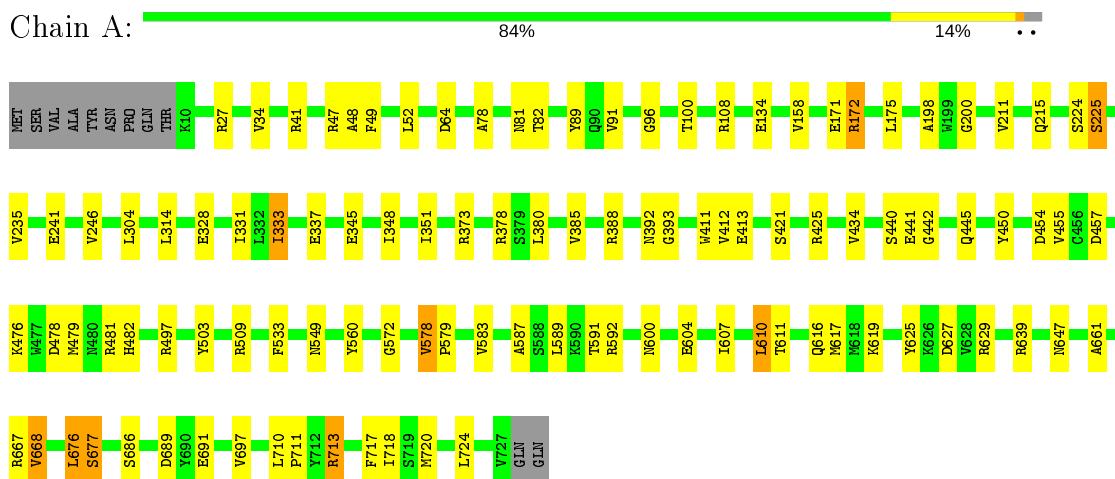 Chain A:
84% 14% • •
MET SER VAL ALA TYR ASN PRO GLN THR K10 R27 V34 R41 R47 A48 F49 L52 D64 A78 N81 T82 Y89 Q90 V91 G96 T100 R108 E134 V158 E171 R172 L175 A198 W199 G200 V211 Q215 S224 S225
V235 E241 V246 L304 L314 E328 I331 L332 I333 E337 E345 I348 I351 R373 R378 S379 L380 V385 R388 N392 G393 W411 V412 E413 S421 R425 V434 S440 E441 G442 Q445 Y450 D454 V455 C456 D457
K476 W477 D478 M479 N480 R481 H482 R497 Y503 R509 F533 N549 Y560 G572 V578 P579 V583 A587 S588 L589 K590 T591 R592 N600 E604 I607 L610 T611 Q616 M617 M618 K619 Y625 K626 D627 V628 R629 R639 N647 A661
R667 V668 L676 S677 S686 D689 Y690 E691 V697 L710 P711 Y712 R713 F717 I718 S719 M720 L724 V727 GLN GLN